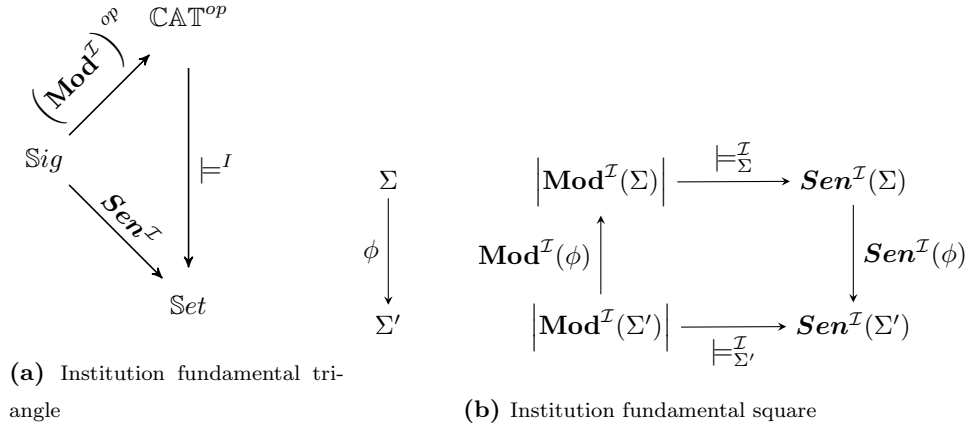 ℂ𝔸𝕋^{op}
(Mod^ℐ)^{op}
𝕊ig
⊨^I
Sen^ℐ
𝕊et
(a) Institution fundamental tri-
angle
Σ
φ
Σ′
|Mod^ℐ(Σ)| ⊨^ℐ_Σ Sen^ℐ(Σ)
Mod^ℐ(φ) Sen^ℐ(φ)
|Mod^ℐ(Σ′)| ⊨^ℐ_{Σ′} Sen^ℐ(Σ′)
(b) Institution fundamental square